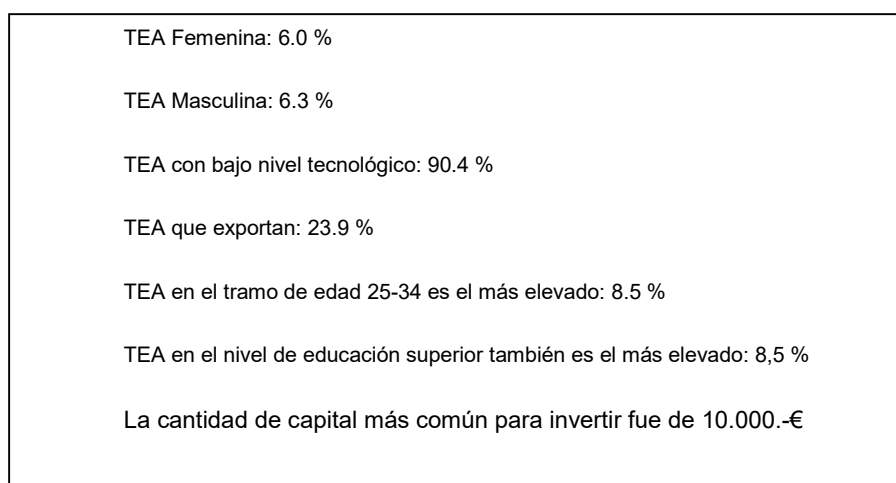 TEA Femenina: 6.0 %
TEA Masculina: 6.3 %
TEA con bajo nivel tecnológico: 90.4 %
TEA que exportan: 23.9 %
TEA en el tramo de edad 25-34 es el más elevado: 8.5 %
TEA en el nivel de educación superior también es el más elevado: 8,5 %
La cantidad de capital más común para invertir fue de 10.000.-€